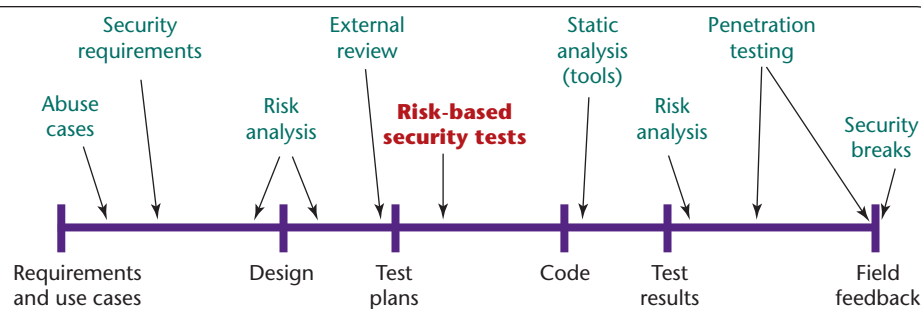 Security
requirements
External
review
Static
analysis
(tools)
Penetration
testing
Abuse
cases
Risk
analysis
Risk-based
security tests
Risk
analysis
Security
breaks
Requirements
and use cases
Design
Test
plans
Code
Test
results
Field
feedback